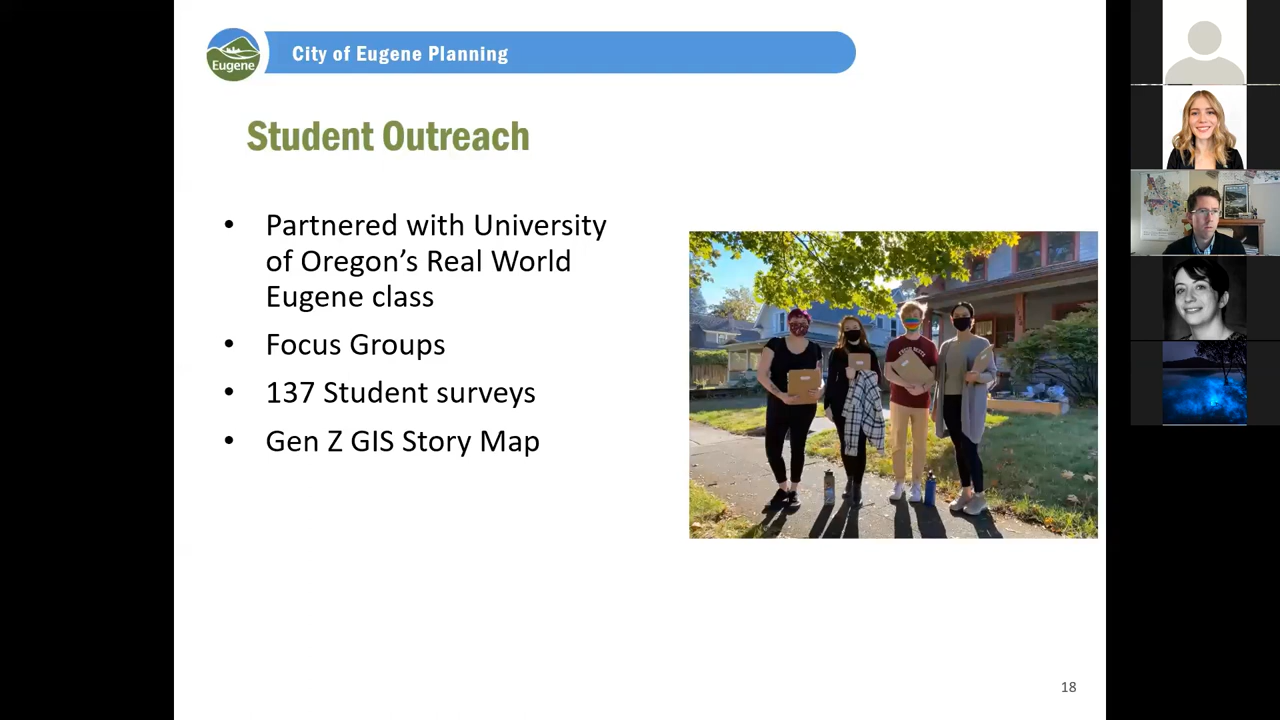 Eugene
City of Eugene Planning
Student Outreach
• Partnered with University
of Oregon’s Real World
Eugene class
• Focus Groups
• 137 Student surveys
• Gen Z GIS Story Map
18